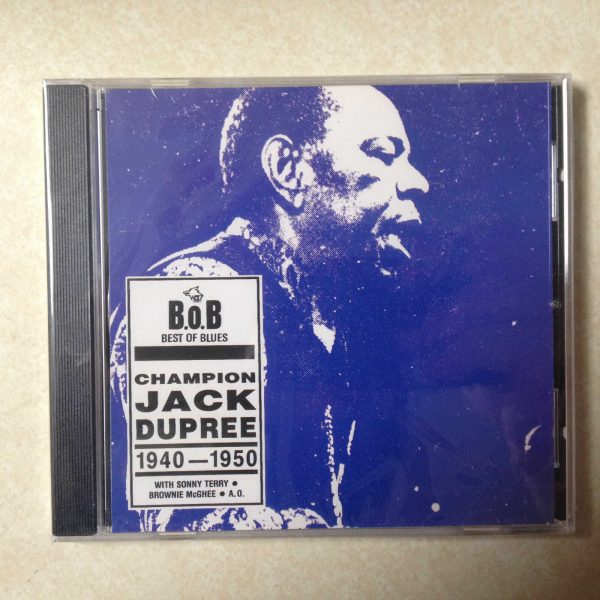 B.o.B
BEST OF BLUES
CHAMPION
JACK
DUPREE
1940—1950
WITH SONNY TERRY •
BROWNIE McGHEE • A.O.